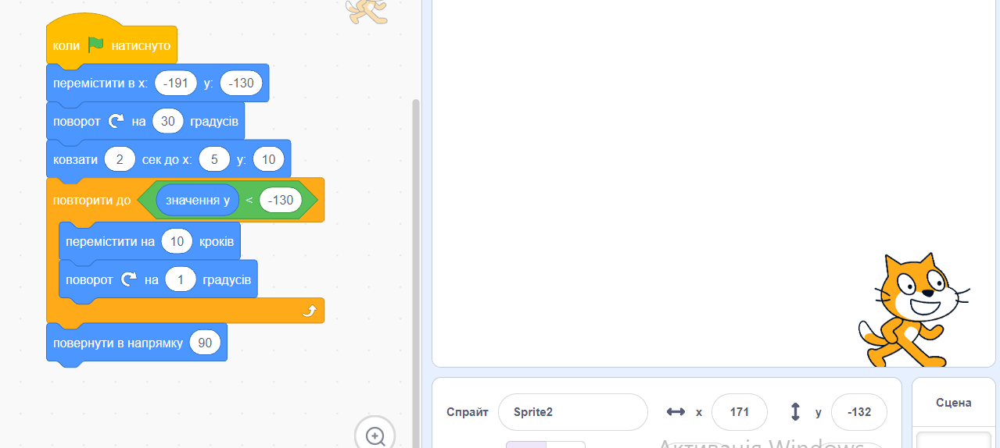 коли натиснуто
перемістити в x: -191 y: -130
поворот на 30 градусів
ковзати 2 сек до x: 5 y: 10
повторити до значення y < -130
перемістити на 10 кроків
поворот на 1 градусів
повернути в напрямку 90
Спрайт Sprite2 x 171 y -132
Сцена
Активація Windows